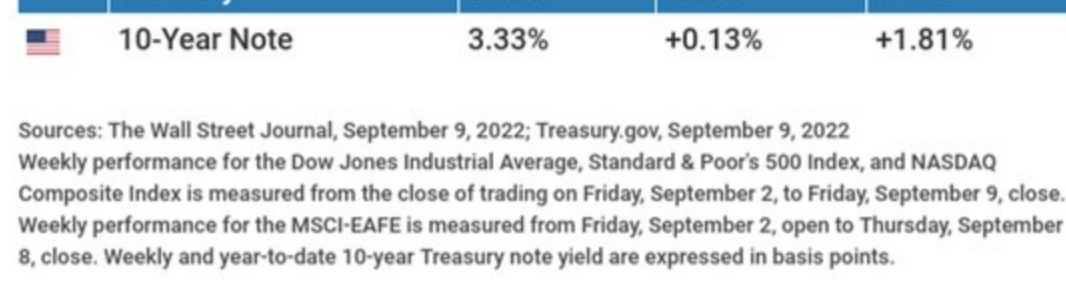 10-Year Note 3.33% +0.13% +1.81%
Sources: The Wall Street Journal, September 9, 2022; Treasury.gov, September 9, 2022
Weekly performance for the Dow Jones Industrial Average, Standard & Poor's 500 Index, and NASDAQ
Composite Index is measured from the close of trading on Friday, September 2, to Friday, September 9, close.
Weekly performance for the MSCI-EAFE is measured from Friday, September 2, open to Thursday, September
8, close. Weekly and year-to-date 10-year Treasury note yield are expressed in basis points.